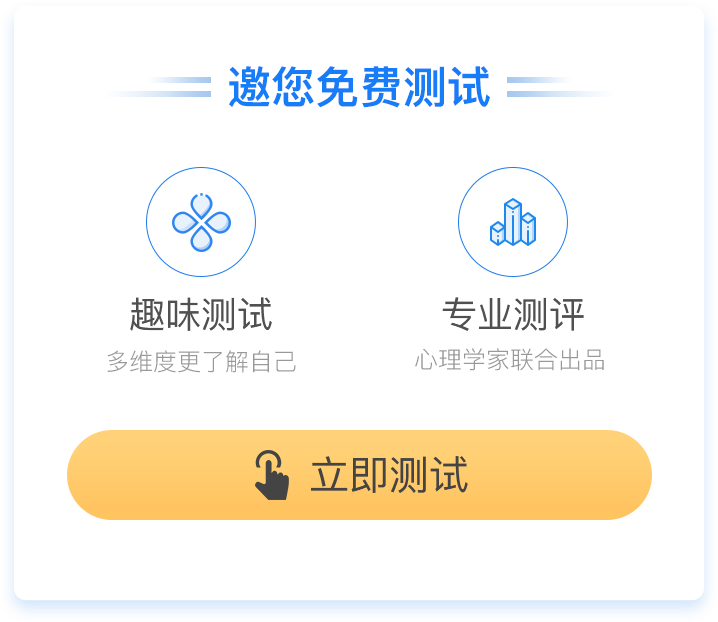 邀您免费测试
趣味测试
多维度更了解自己
专业测评
心理学家联合出品
立即测试